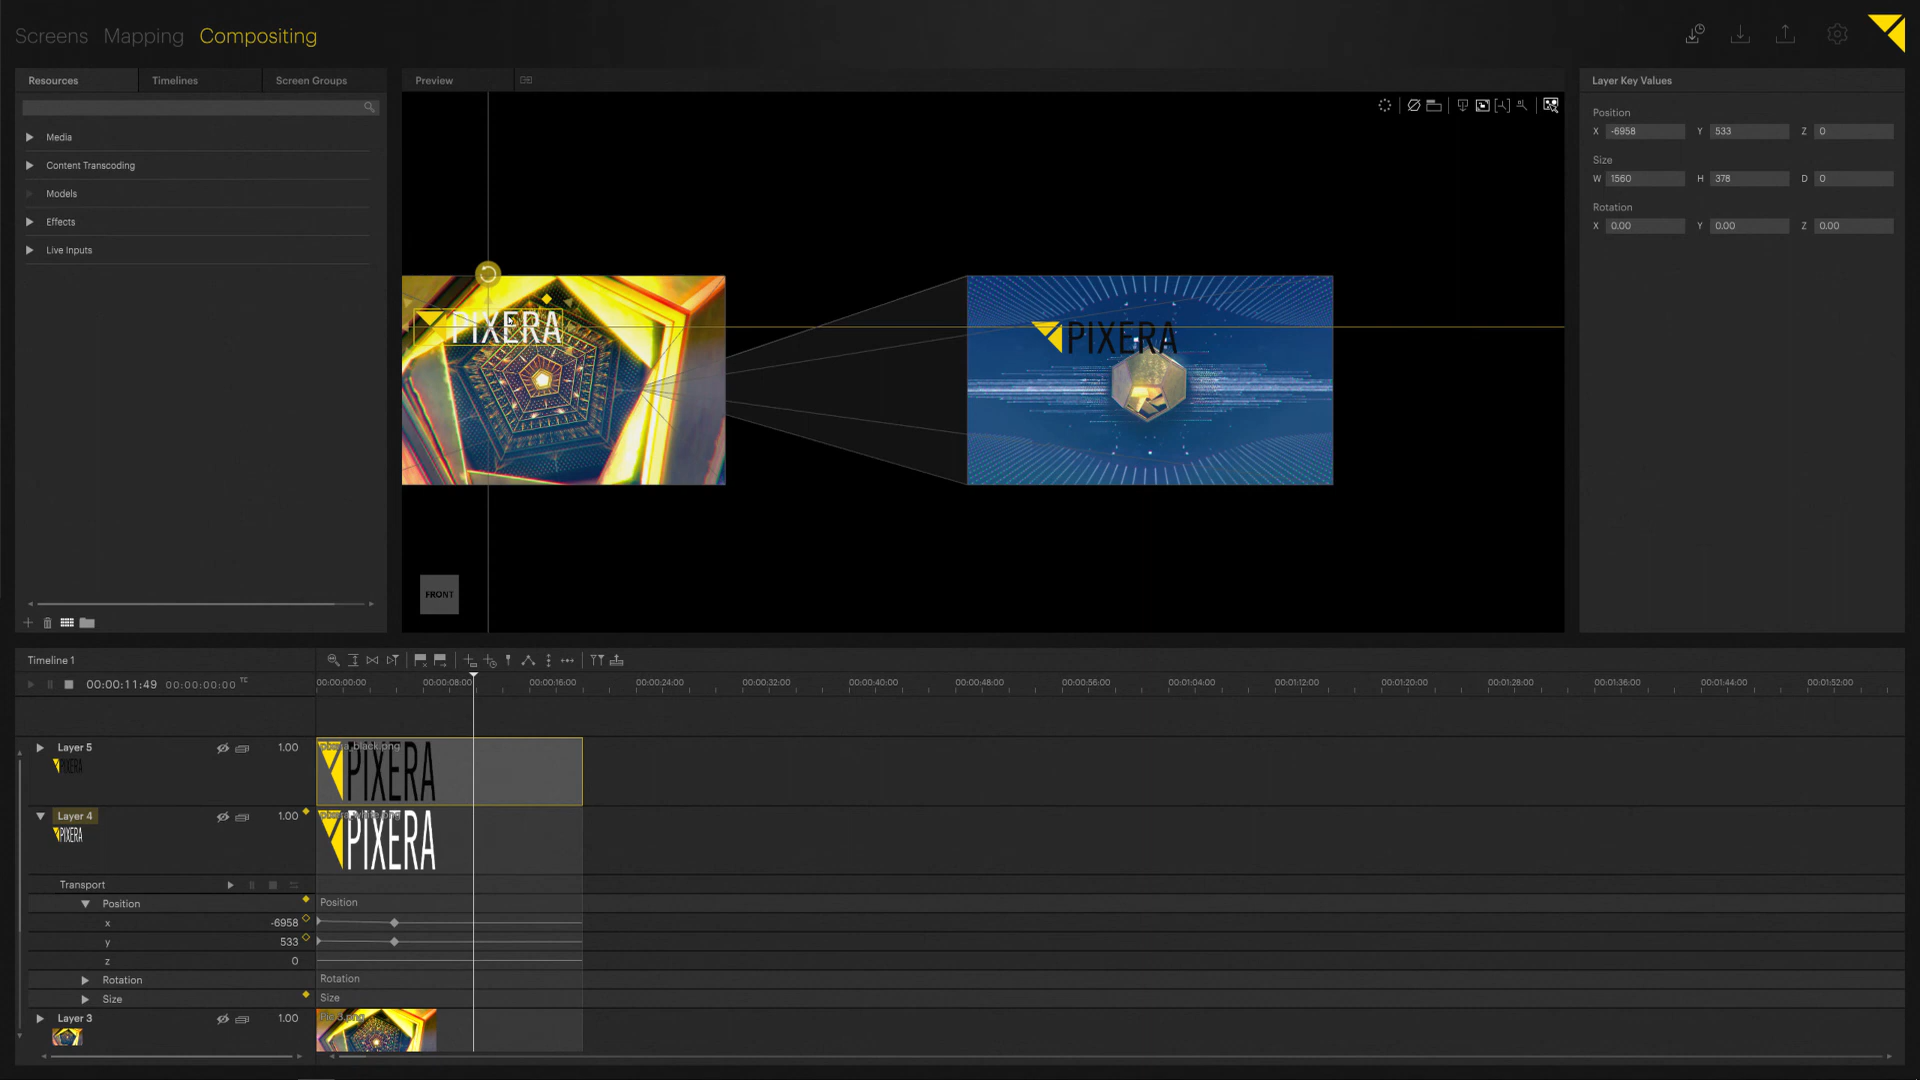 Screens Mapping Compositing
Resources Timelines Screen Groups
Media
Content Transcoding
Models
Effects
Live Inputs
Preview
PIXERA
PIXERA
FRONT
Layer Key Values
Position
X -6958 Y 533 Z 0
Size
W 1560 H 378 D 0
Rotation
X 0.00 Y 0.00 Z 0.00
Timeline 1
00:00:11:49 00:00:00:00 TC
00:00:00:00 00:00:08:00 00:00:16:00 00:00:24:00 00:00:32:00 00:00:40:00 00:00:48:00 00:00:56:00 00:01:04:00 00:01:12:00 00:01:20:00 00:01:28:00 00:01:36:00 00:01:44:00 00:01:52:00
Layer 5 1.00
PIXERA
PIXERA
Layer 4 1.00
PIXERA
PIXERA
Transport
Position Position
x -6958
y 533
z 0
Rotation Rotation
Size Size
Layer 3 1.00